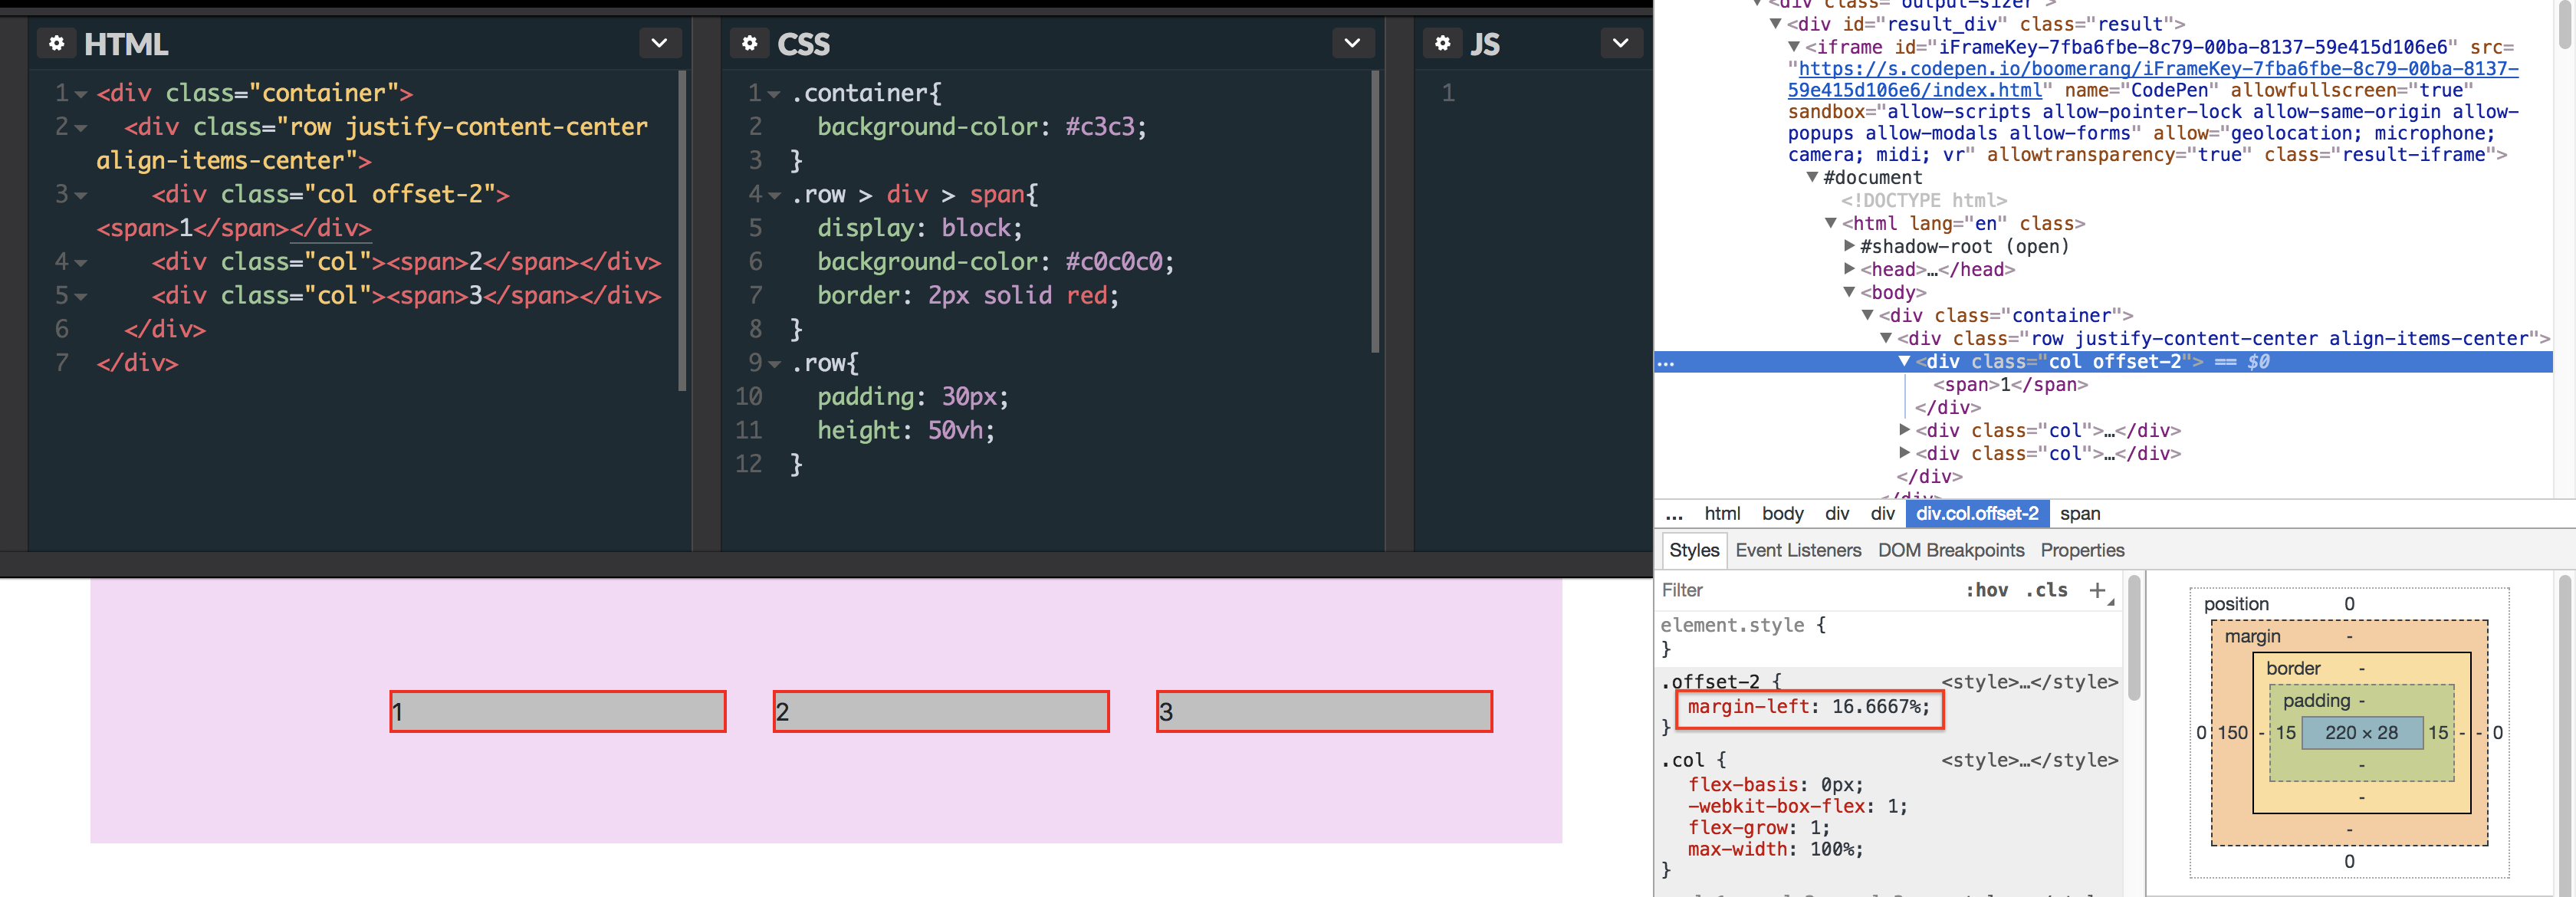 HTML
1 <div class="container">
2 <div class="row justify-content-center
align-items-center">
3 <div class="col offset-2">
<span>1</span></div>
4 <div class="col"><span>2</span></div>
5 <div class="col"><span>3</span></div>
6 </div>
7 </div>
CSS
1 .container{
2 background-color: #c3c3;
3 }
4 .row > div > span{
5 display: block;
6 background-color: #c0c0c0;
7 border: 2px solid red;
8 }
9 .row{
10 padding: 30px;
11 height: 50vh;
12 }
JS
1
1
2
3
<div class="output-sizer">
<div id="result_div" class="result">
<iframe id="iFrameKey-7fba6fbe-8c79-00ba-8137-59e415d106e6" src=
"https://s.codepen.io/boomerang/iFrameKey-7fba6fbe-8c79-00ba-8137-
59e415d106e6/index.html" name="CodePen" allowfullscreen="true"
sandbox="allow-scripts allow-pointer-lock allow-same-origin allow-
popups allow-modals allow-forms" allow="geolocation; microphone;
camera; midi; vr" allowtransparency="true" class="result-iframe">
#document
<!DOCTYPE html>
<html lang="en" class>
#shadow-root (open)
<head>…</head>
<body>
<div class="container">
<div class="row justify-content-center align-items-center">
... <div class="col offset-2"> == $0
<span>1</span>
</div>
<div class="col">…</div>
<div class="col">…</div>
</div>
</div>
... html body div div div.col.offset-2 span
Styles Event Listeners DOM Breakpoints Properties
Filter :hov .cls +
element.style {
}
.offset-2 { <style>…</style>
margin-left: 16.6667%;
}
.col { <style>…</style>
flex-basis: 0px;
-webkit-box-flex: 1;
flex-grow: 1;
max-width: 100%;
}
position 0
margin -
border -
padding -
0 150 - 15 220 × 28 15 - - 0
-
-
-
0